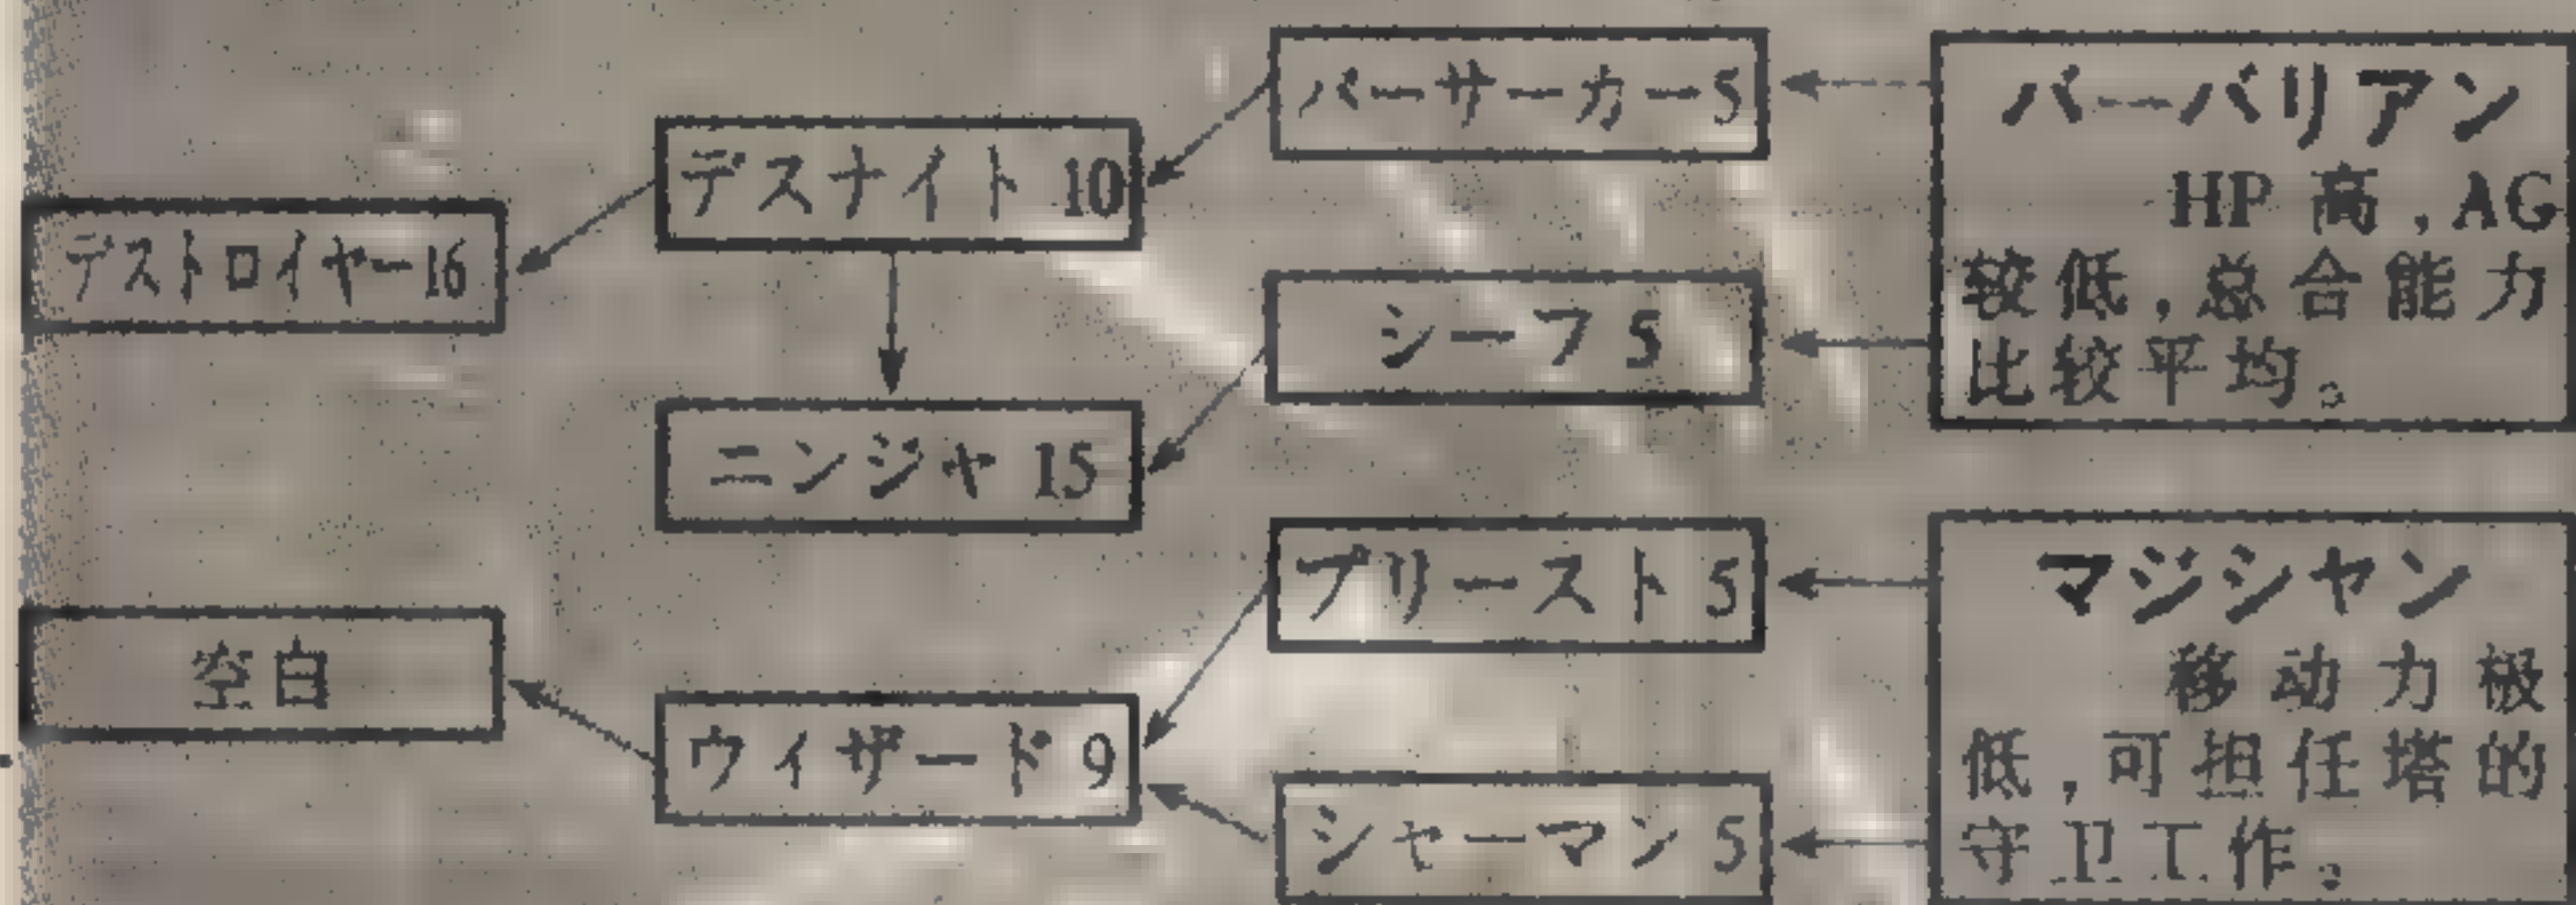 バーサーカー5
バーバリアン
デスナイト 10
HP 高,AG
デストロイヤー16
较低,总合能力
シーフ 5
比较平均。
ニンジャ 15
プリースト 5
マジシャン
空白
移动力极
ウィザード 9
低,可担任塔的
シャーマン 5
守卫工作。